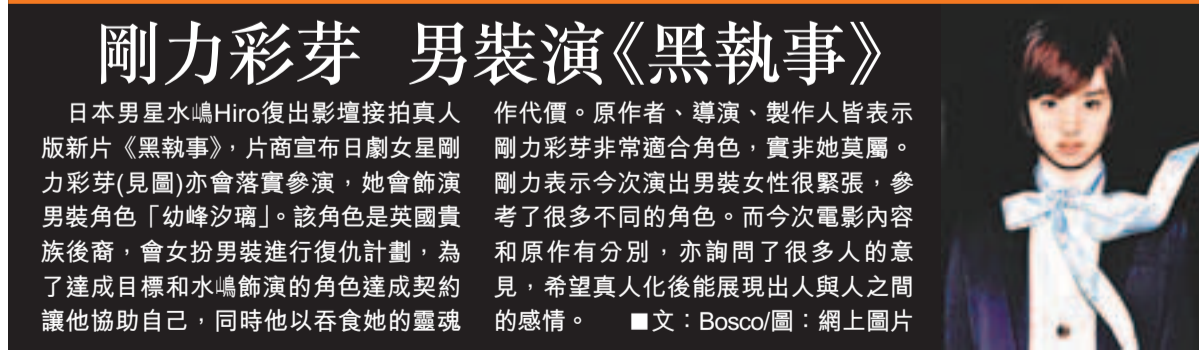 剛力彩芽 男裝演《黑執事》
日本男星水嶋Hiro復出影壇接拍真人
版新片《黑執事》，片商宣布日劇女星剛
力彩芽(見圖)亦會落實參演，她會飾演
男裝角色「幼峰汐璃」。該角色是英國貴
族後裔，會女扮男裝進行復仇計劃，為
了達成目標和水嶋飾演的角色達成契約
讓他協助自己，同時他以吞食她的靈魂
作代價。原作者、導演、製作人皆表示
剛力彩芽非常適合角色，實非她莫屬。
剛力表示今次演出男裝女性很緊張，參
考了很多不同的角色。而今次電影內容
和原作有分別，亦詢問了很多人的意
見，希望真人化後能展現出人與人之間
的感情。 ■文：Bosco/圖：網上圖片